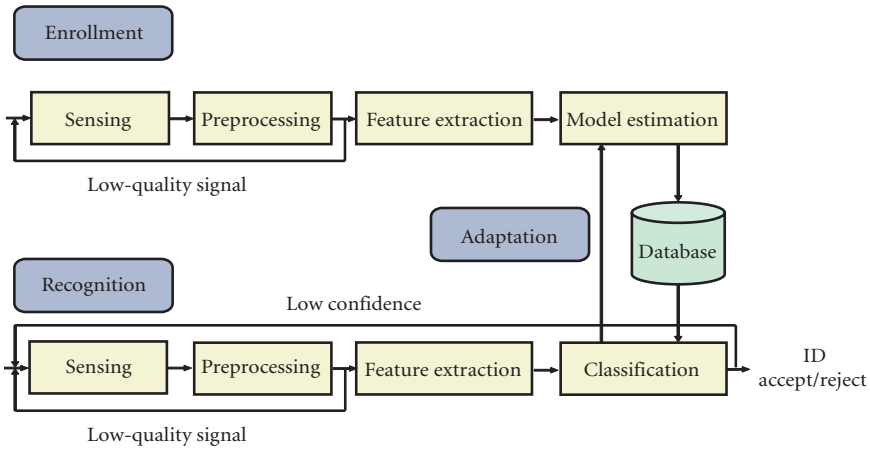 Enrollment
Sensing
Preprocessing
Feature extraction
Model estimation
Low-quality signal
Adaptation
Database
Recognition
Low confidence
Sensing
Preprocessing
Feature extraction
Classification
ID
accept/reject
Low-quality signal